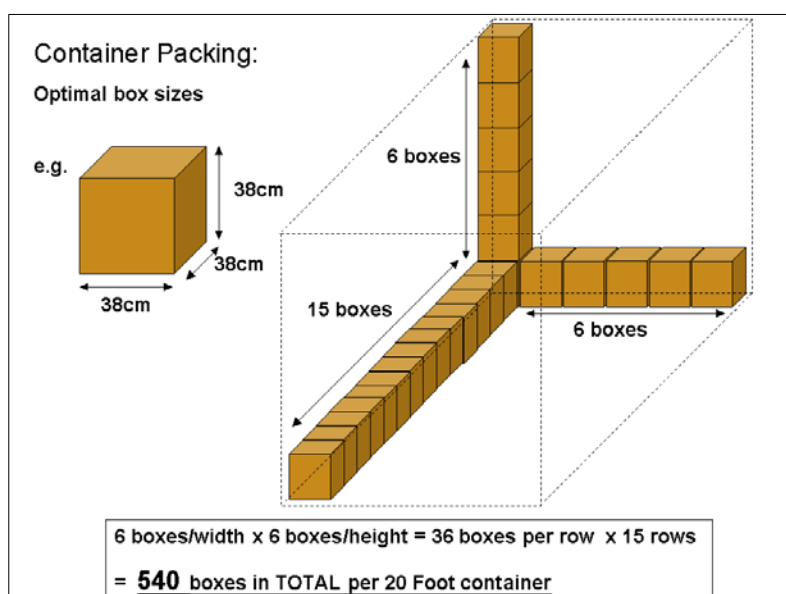 Container Packing:
Optimal box sizes
e.g.
38cm
38cm
38cm
6 boxes
15 boxes
6 boxes
6 boxes/width x 6 boxes/height = 36 boxes per row x 15 rows
= 540 boxes in TOTAL per 20 Foot container